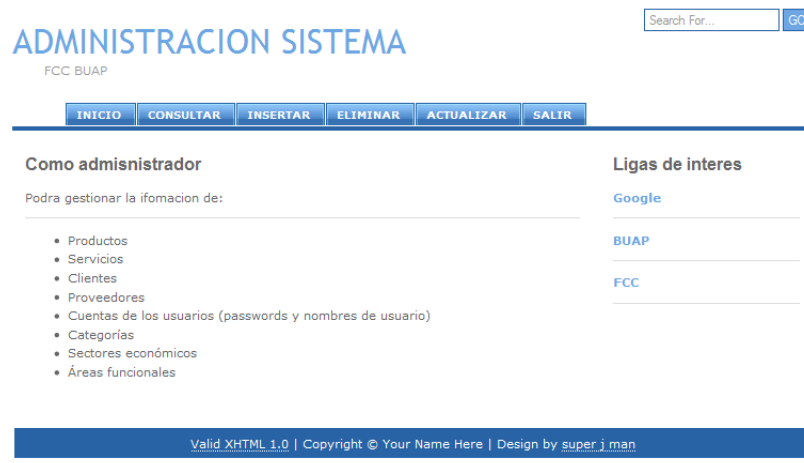 Search For...
GO
ADMINISTRACION SISTEMA
FCC BUAP
INICIO CONSULTAR INSERTAR ELIMINAR ACTUALIZAR SALIR
Como admisnistrador
Podra gestionar la ifomacion de:
• Productos
• Servicios
• Clientes
• Proveedores
• Cuentas de los usuarios (passwords y nombres de usuario)
• Categorías
• Sectores económicos
• Áreas funcionales
Ligas de interes
Google
BUAP
FCC
Valid XHTML 1.0 | Copyright © Your Name Here | Design by super j man